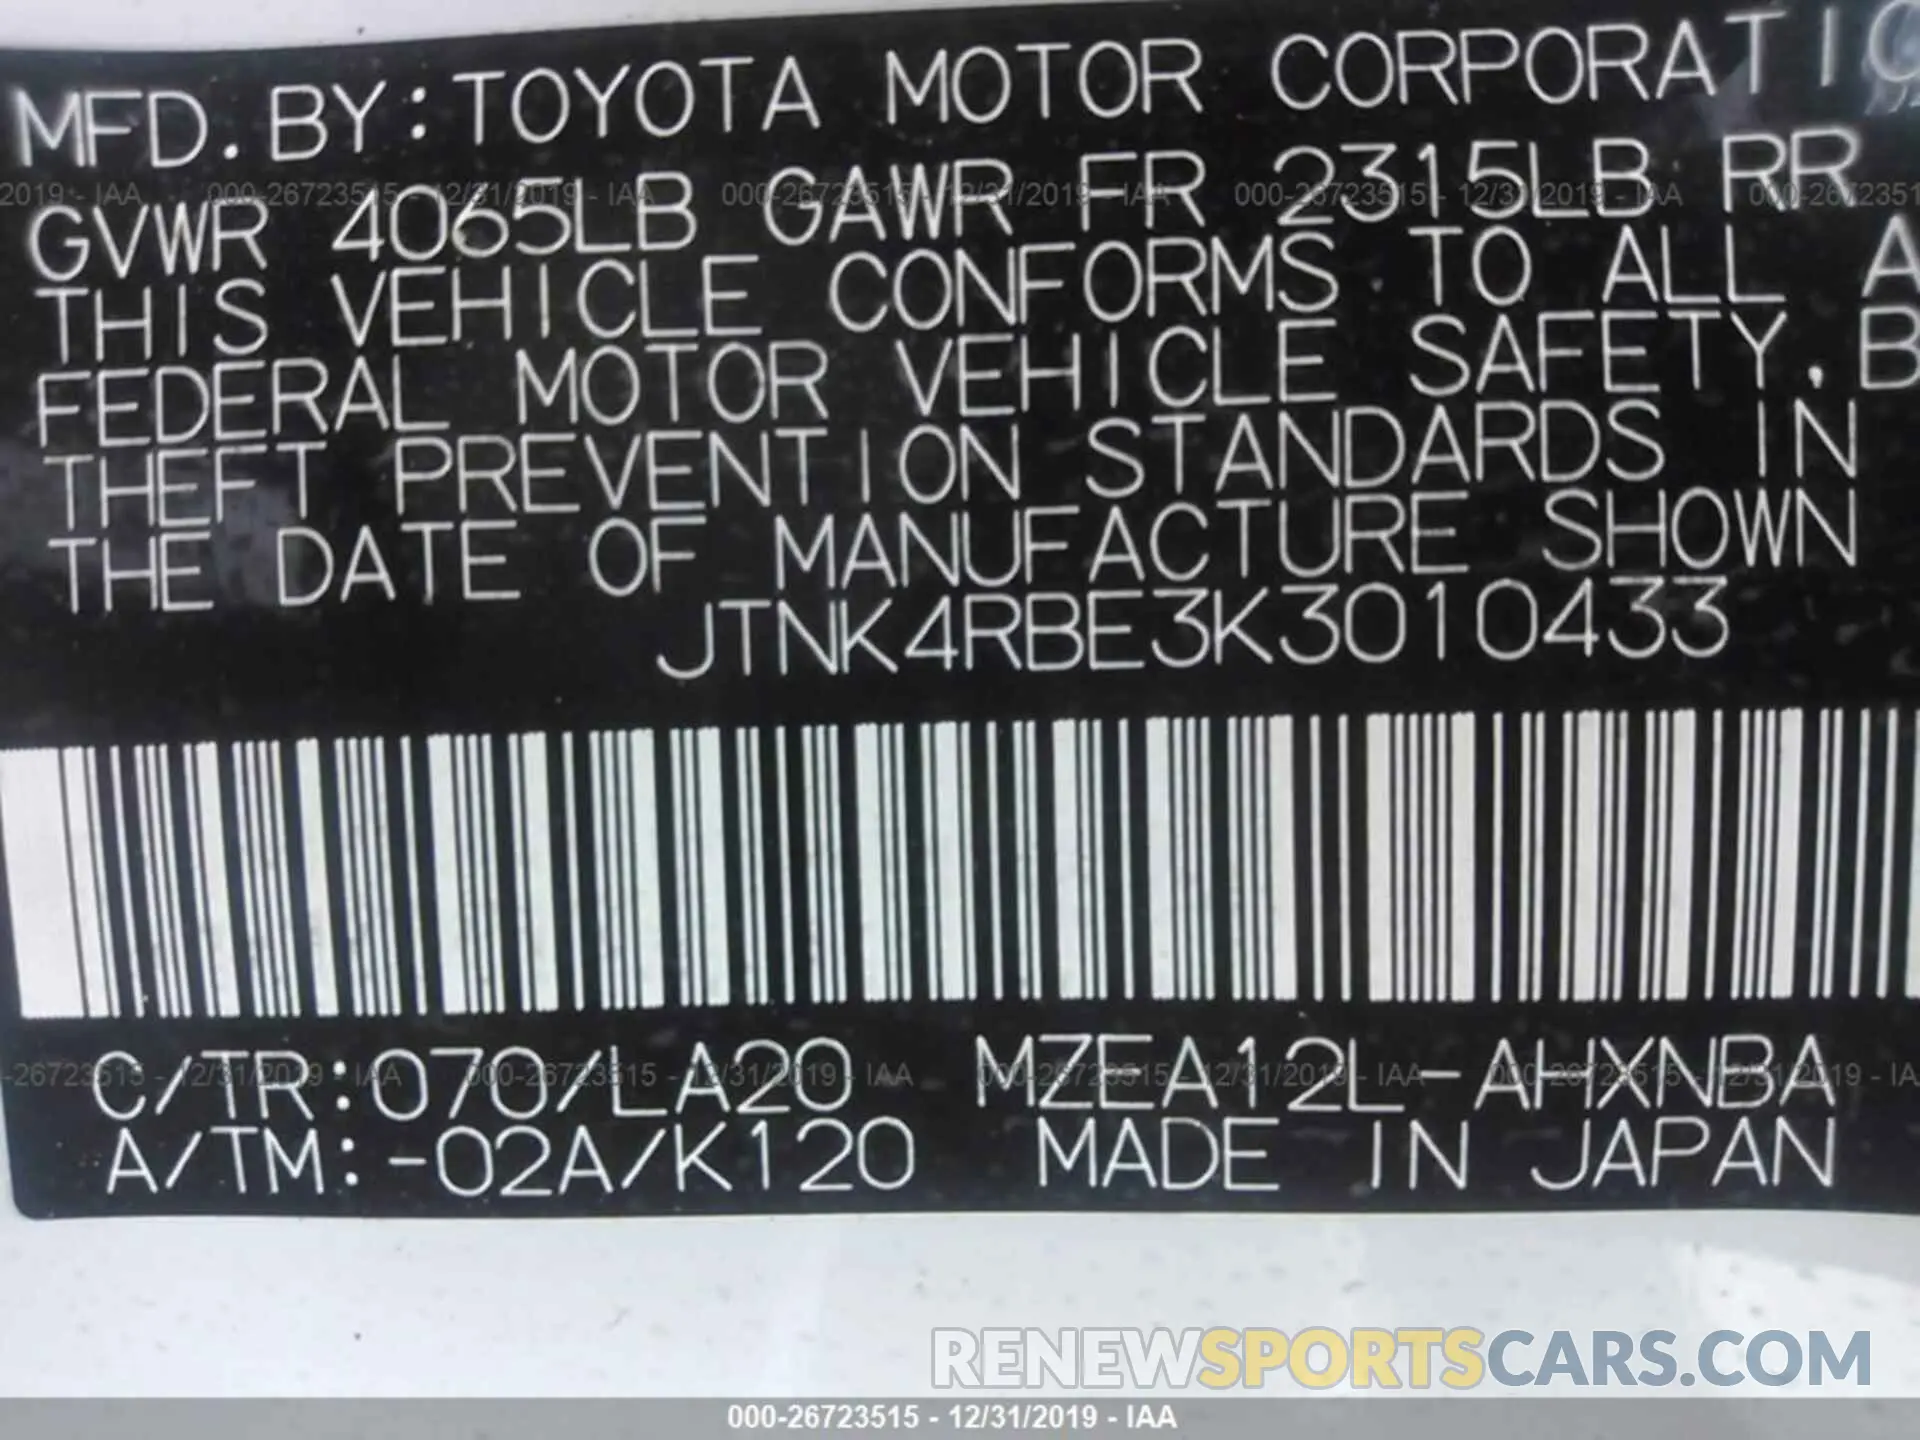 MFD.BY:TOYOTA MOTOR CORPORATIO
GVWR 4065LB GAWR FR 2315LB RR
THIS VEHICLE CONFORMS TO ALL A
FEDERAL MOTOR VEHICLE SAFETY.B
THEFT PREVENTION STANDARDS IN
THE DATE OF MANUFACTURE SHOWN
JTNK4RBE3K3010433
C/TR:070/LA20 MZEA12L-AHXNBA
A/TM:-02A/K120 MADE IN JAPAN
RENEWSPORTSCARS.COM
000-26723515 - 12/31/2019 - IAA